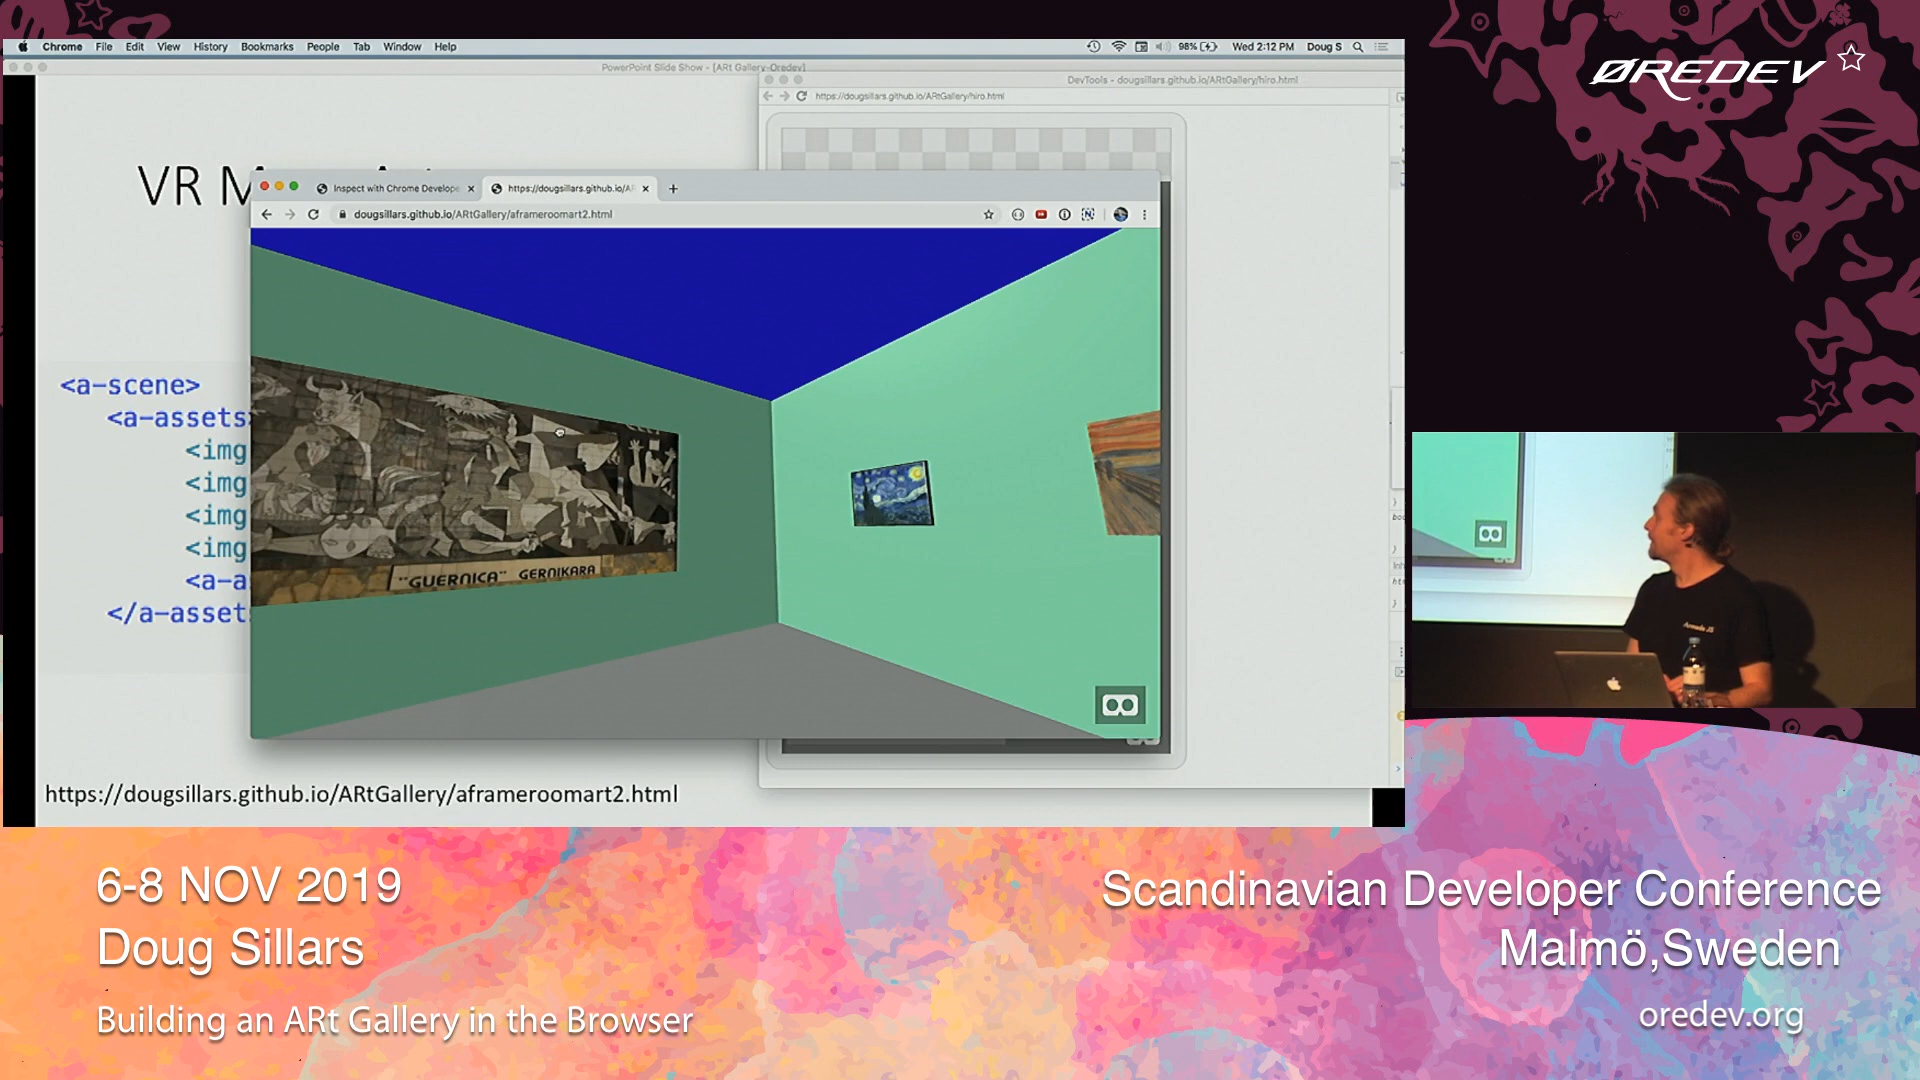 ØREDEV
Chrome File Edit View History Bookmarks People Tab Window Help
98% Wed 2:12 PM Doug S
PowerPoint Slide Show - [ARt Gallery-Oredev]
DevTools - dougsillars.github.io/ARtGallery/hiro.html
https://dougsillars.github.io/ARtGallery/hiro.html
VR M
Inspect with Chrome Develope
https://dougsillars.github.io/AR
dougsillars.github.io/ARtGallery/aframeroomart2.html
<a-scene>
<a-assets>
<img
<img
<img
<img
<a-a
</a-asset
"GUERNICA" GERNIKARA
https://dougsillars.github.io/ARtGallery/aframeroomart2.html
6-8 NOV 2019
Doug Sillars
Building an ARt Gallery in the Browser
Scandinavian Developer Conference
Malmö,Sweden
oredev.org